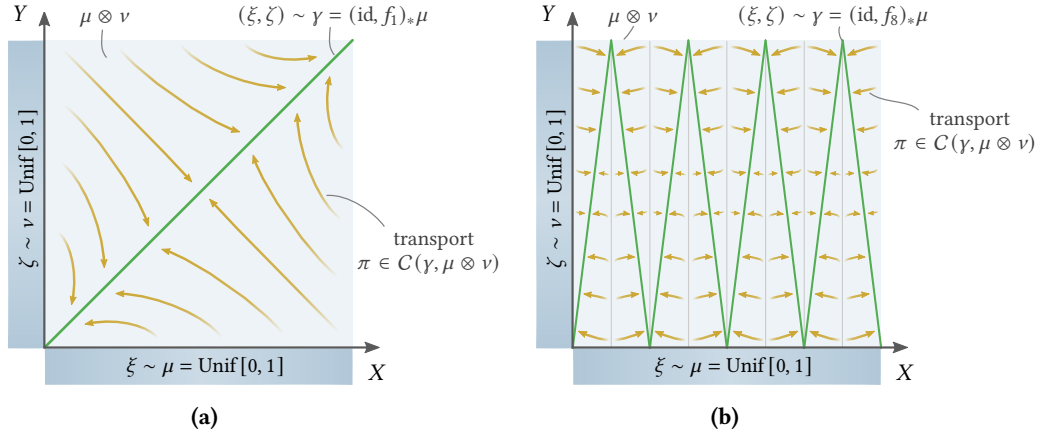 Y
μ ⊗ ν
(ξ, ζ) ∼ γ = (id, f₁)∗μ
ζ ∼ ν = Unif [0, 1]
transport
π ∈ C(γ, μ ⊗ ν)
ξ ∼ μ = Unif [0, 1]
X
(a)
Y
μ ⊗ ν
(ξ, ζ) ∼ γ = (id, f₈)∗μ
ζ ∼ ν = Unif [0, 1]
transport
π ∈ C(γ, μ ⊗ ν)
ξ ∼ μ = Unif [0, 1]
X
(b)